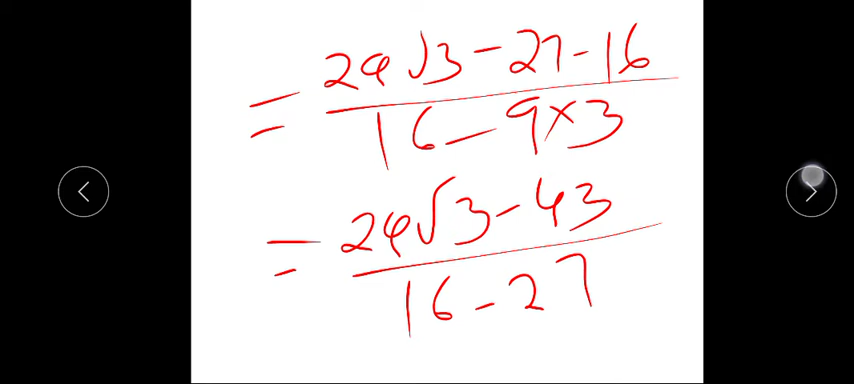 = (24√3 - 27 - 16) / (16 - 9×3)
= (24√3 - 43) / (16 - 27)